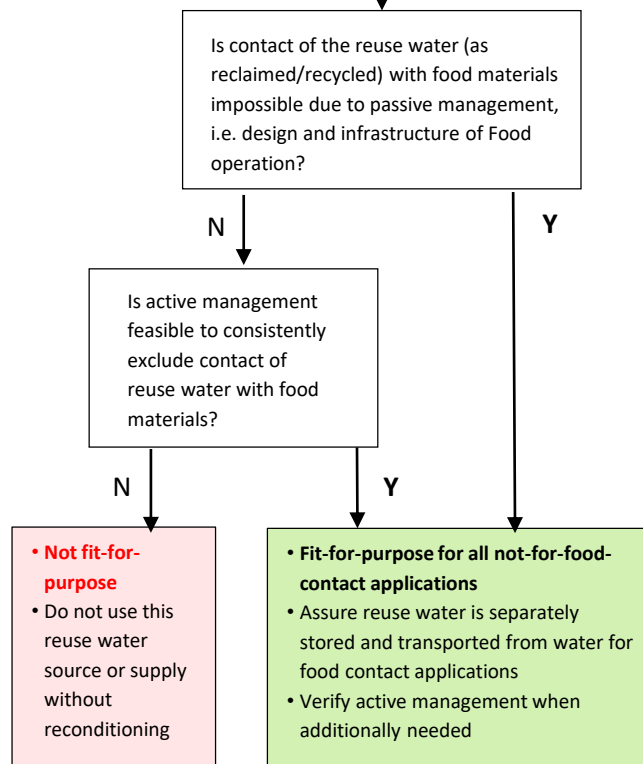 Is contact of the reuse water (as
reclaimed/recycled) with food materials
impossible due to passive management,
i.e. design and infrastructure of Food
operation?
N
Y
Is active management
feasible to consistently
exclude contact of
reuse water with food
materials?
N
Y
• Not fit-for-
purpose
• Do not use this
reuse water
source or supply
without
reconditioning
• Fit-for-purpose for all not-for-food-
contact applications
• Assure reuse water is separately
stored and transported from water for
food contact applications
• Verify active management when
additionally needed